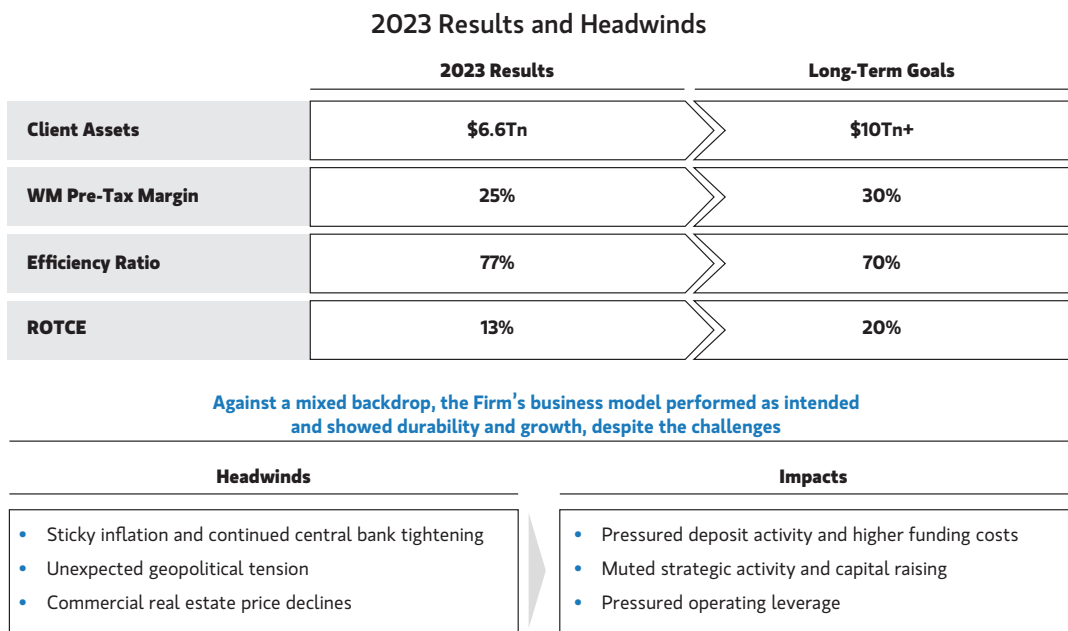 2023 Results and Headwinds
2023 Results
Long-Term Goals
Client Assets
$6.6Tn
$10Tn+
WM Pre-Tax Margin
25%
30%
Efficiency Ratio
77%
70%
ROTCE
13%
20%
Against a mixed backdrop, the Firm's business model performed as intended
and showed durability and growth, despite the challenges
Headwinds
• Sticky inflation and continued central bank tightening
• Unexpected geopolitical tension
• Commercial real estate price declines
Impacts
• Pressured deposit activity and higher funding costs
• Muted strategic activity and capital raising
• Pressured operating leverage